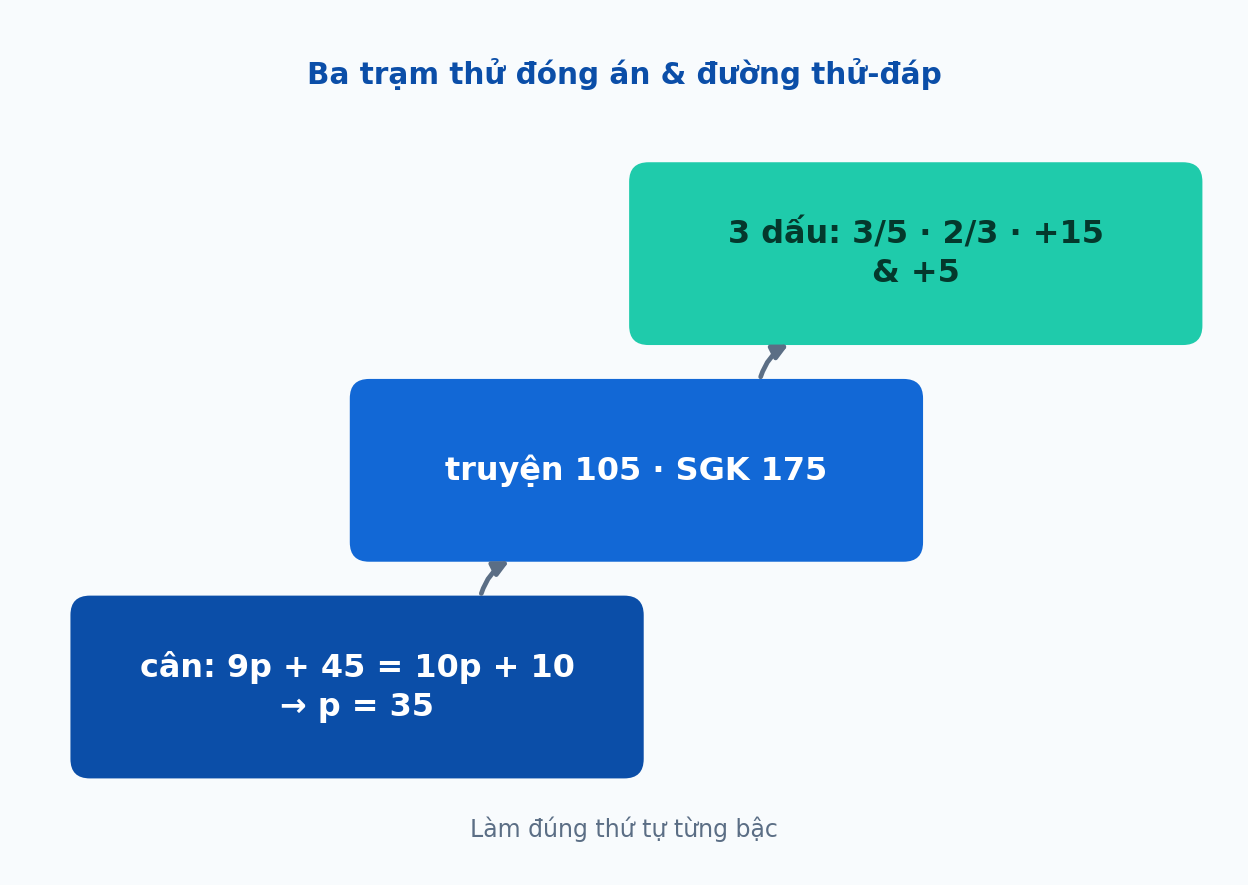 Ba trạm thử đóng án & đường thử-đáp
3 dấu: 3/5 · 2/3 · +15
& +5
truyện 105 · SGK 175
cân: 9p + 45 = 10p + 10
→ p = 35
Làm đúng thứ tự từng bậc